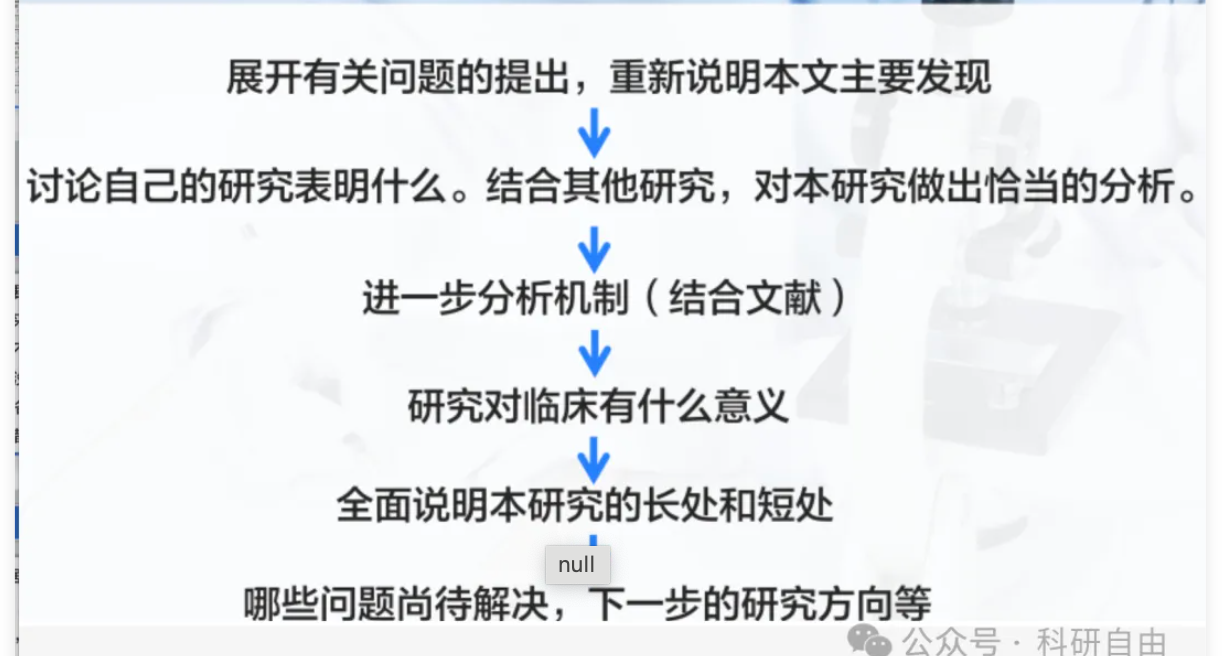 展开有关问题的提出，重新说明本文主要发现
讨论自己的研究表明什么。结合其他研究，对本研究做出恰当的分析。
进一步分析机制（结合文献）
研究对临床有什么意义
全面说明本研究的长处和短处
null
哪些问题尚待解决，下一步的研究方向等
公众号 · 科研自由